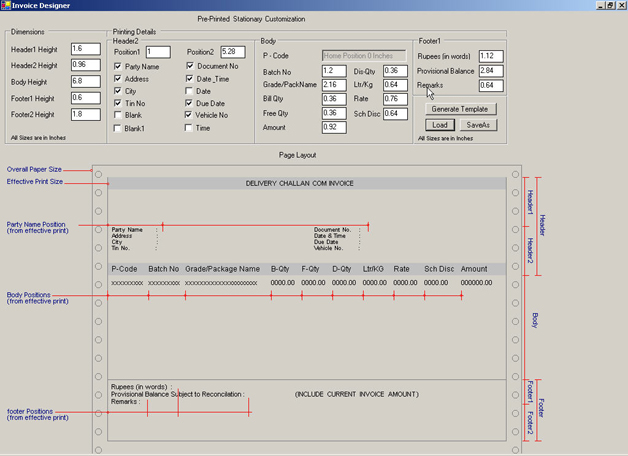 Invoice Designer
Pre-Printed Stationary Customization
Dimensions
Header1 Height 1.6
Header2 Height 0.96
Body Height 6.8
Footer1 Height 0.6
Footer2 Height 1.8
All Sizes are in Inches
Printing Details
Header2
Position1 1 Position2 5.28
Party Name Document No
Address Date_Time
City Date
Tin No Due Date
Blank Vehicle No
Blank1 Time
Body
P - Code Home Position 0 Inches
Batch No 1.2 Dis-Qty 0.36
Grade/PackName 2.16 Ltr/Kg 0.64
Bill Qty 0.36 Rate 0.76
Free Qty 0.36 Sch Disc 0.64
Amount 0.92
Footer1
Rupees (in words) 1.12
Provisional Balance 2.84
Remarks 0.64
Generate Template
Load SaveAs
All Sizes are in Inches
Page Layout
Overall Paper Size
Effective Print Size
DELIVERY CHALLAN COM INVOICE
Party Name Position
(from effective print)
Party Name : Document No. :
Address : Date & Time :
City : Due Date :
Tin No. : Vehicle No. :
P-Code Batch No Grade/Package Name B-Qty F-Qty D-Qty Ltr/KG Rate Sch Disc Amount
xxxxxxxxx xxxxxxxxx xxxxxxxxxxxxxxxxxxxxx 0000.00 00.00 00.00 0000.00 0000.00 0000.00 000000.00
Body Positions
(from effective print)
Rupees (in words) :
Provisional Balance Subject to Reconcilation : (INCLUDE CURRENT INVOICE AMOUNT)
Remarks :
footer Positions
(from effective print)
Header1
Header2
Header
Body
Footer1
Footer2
Footer